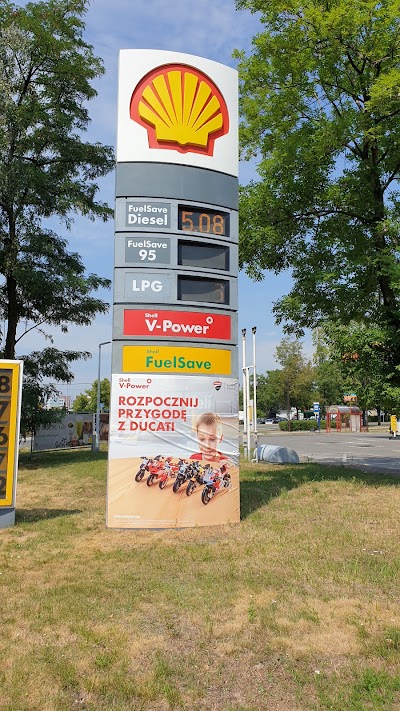 FuelSave
Diesel
5.08
FuelSave
95
LPG
Shell
V-Power
Shell
FuelSave
Shell
V-Power
ROZPOCZNIJ
PRZYGODĘ
Z DUCATI